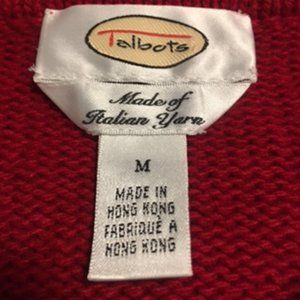 Talbots
Made of
Italian Yarn
M
MADE IN
HONG KONG
FABRIQUÉ A
HONG KONG